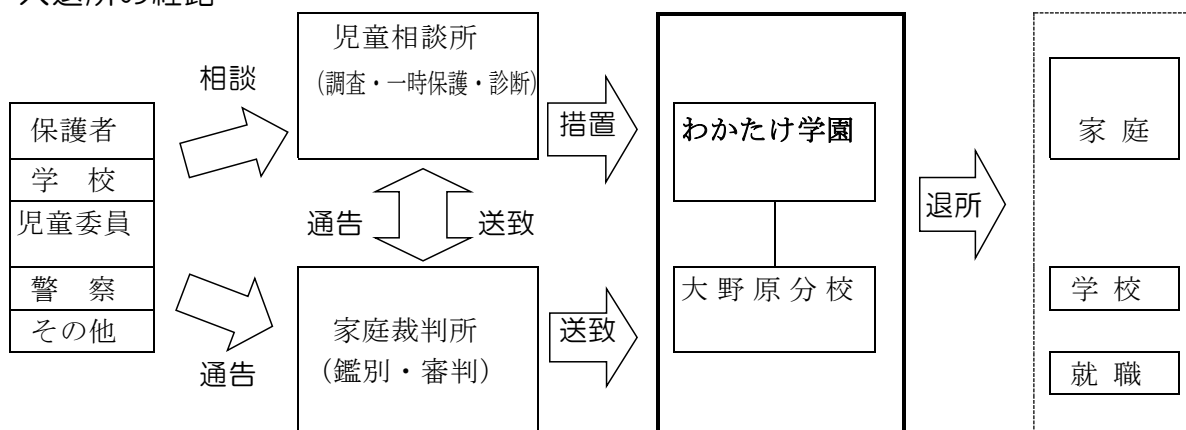 入退所の経路
保護者
学 校
児童委員
警 察
その他
相談
通告
児童相談所
(調査・一時保護・診断)
通告
送致
家庭裁判所
(鑑別・審判)
措置
送致
わかたけ学園
大野原分校
退所
家 庭
学 校
就 職